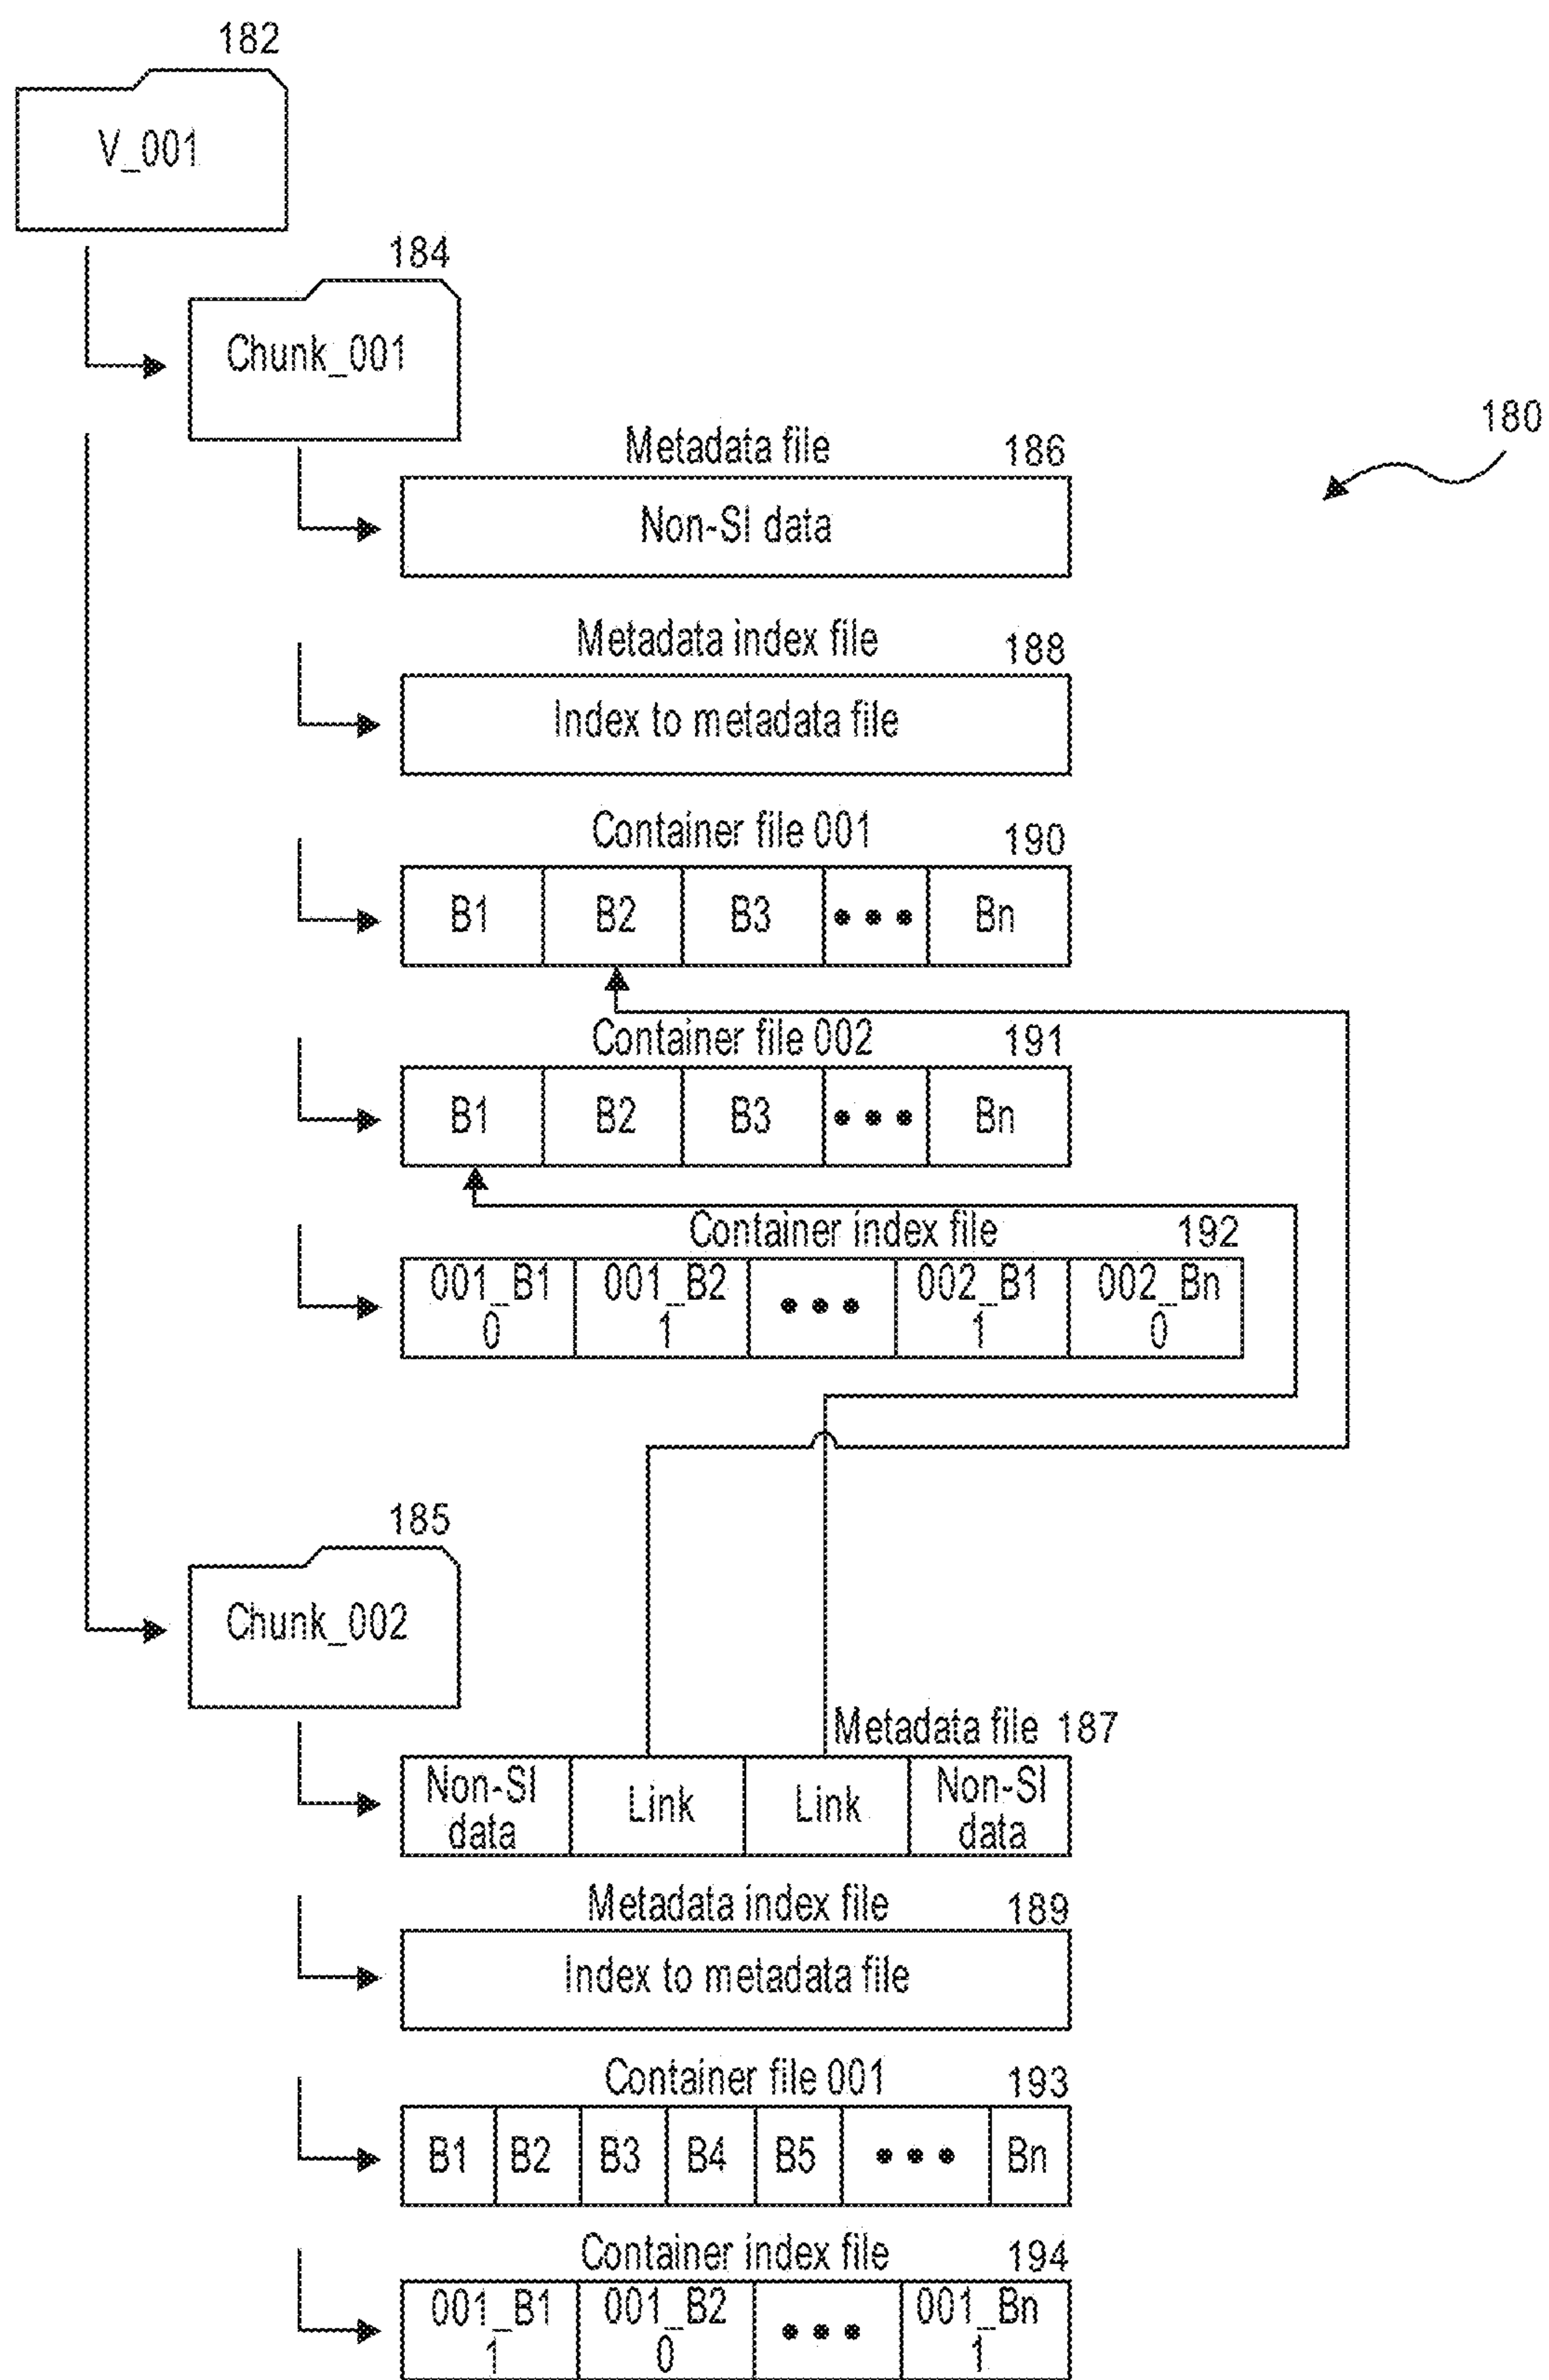 182
V_001
184
Chunk_001
180
Metadata file 186
Non-SI data
Metadata index file 188
Index to metadata file
Container file 001 190
B1 B2 B3 ••• Bn
Container file 002 191
B1 B2 B3 ••• Bn
Container index file 192
001_B1 001_B2 ••• 002_B1 002_Bn
0 1 1 0
185
Chunk_002
Metadata file 187
Non-SI data Link Link Non-SI data
Metadata index file 189
Index to metadata file
Container file 001 193
B1 B2 B3 B4 B5 ••• Bn
Container index file 194
001_B1 001_B2 ••• 001_Bn
1 0 1